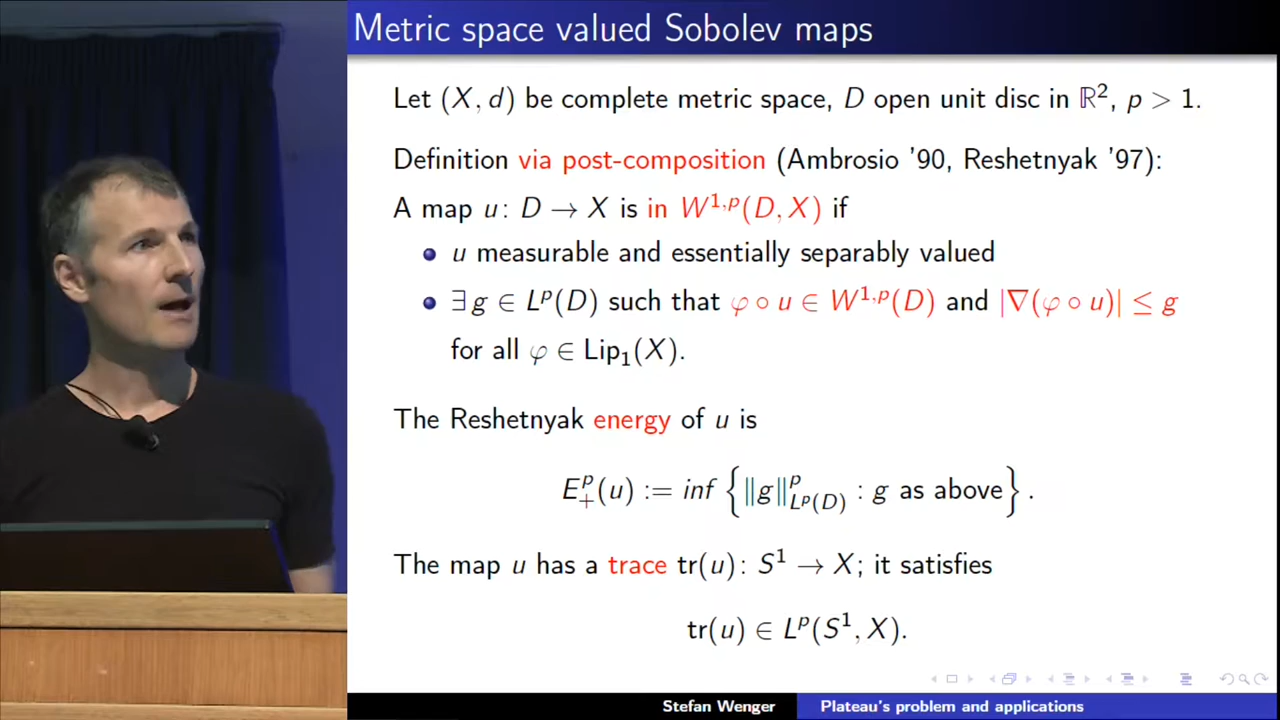 Metric space valued Sobolev maps
Let (X, d) be complete metric space, D open unit disc in ℝ², p > 1.
Definition via post-composition (Ambrosio '90, Reshetnyak '97):
A map u: D → X is in W^{1,p}(D, X) if
• u measurable and essentially separably valued
• ∃ g ∈ L^p(D) such that φ ∘ u ∈ W^{1,p}(D) and |∇(φ ∘ u)| ≤ g
for all φ ∈ Lip₁(X).
The Reshetnyak energy of u is
E_+^p(u) := inf { ‖g‖_{L^p(D)}^p : g as above } .
The map u has a trace tr(u): S¹ → X; it satisfies
tr(u) ∈ L^p(S¹, X).
Stefan Wenger
Plateau's problem and applications